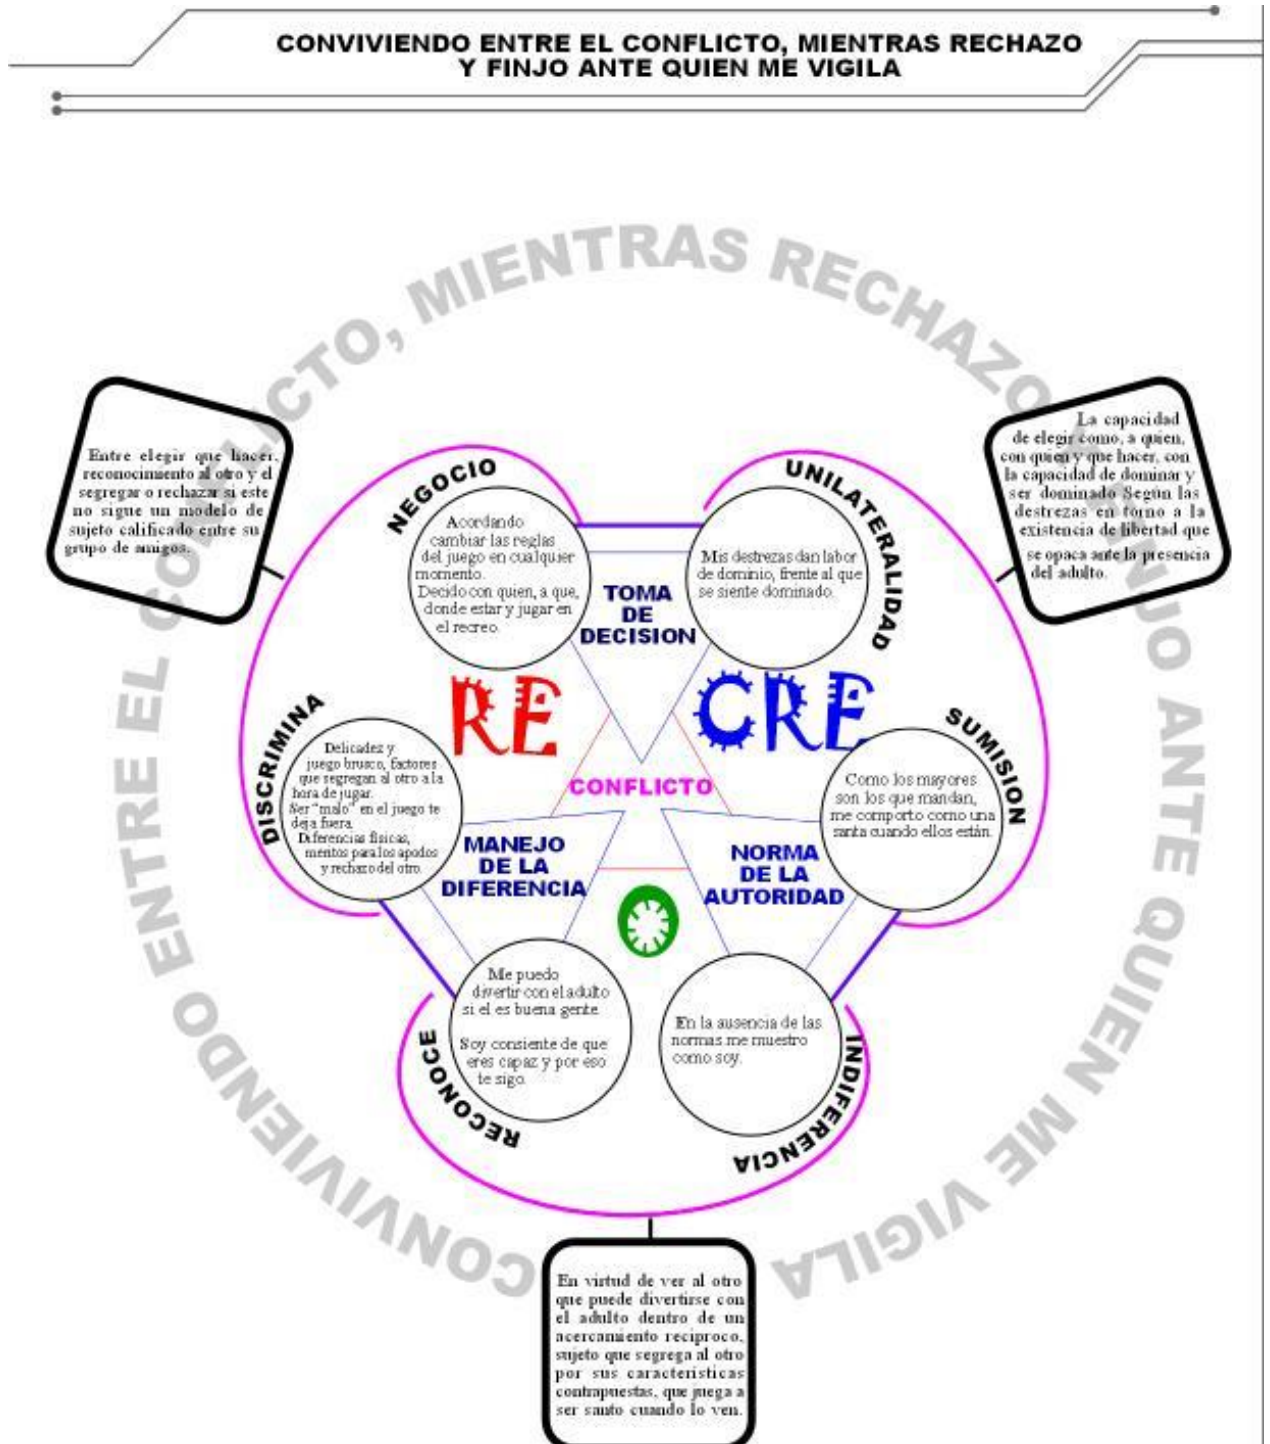 CONVIVIENDO ENTRE EL CONFLICTO, MIENTRAS RECHAZO
Y FINJO ANTE QUIEN ME VIGILA
CONVIVIENDO ENTRE EL CONFLICTO, MIENTRAS RECHAZO Y FINJO ANTE QUIEN ME VIGILA
Entre elegir que hacer,
reconocimiento al otro y el
segregar o rechazar si este
no sigue un modelo de
sujeto calificado entre su
grupo de amigos.
La capacidad
de elegir como, a quien,
con quien y que hacer, con
la capacidad de dominar y
ser dominado Según las
destrezas en torno a la
existencia de libertad que
se opaca ante la presencia
del adulto.
NEGOCIO
Acordando
cambiar las reglas
del juego en cualquier
momento.
Decido con quien, a que,
donde estar y jugar en
el recreo.
TOMA
DE
DECISION
UNILATERALIDAD
Mis destrezas dan labor
de dominio, frente al que
se siente dominado.
RE
CRE
O
CONFLICTO
DISCRIMINA
Delicadez y
juego brusco, factores
que segregan al otro a la
hora de jugar.
Ser "malo" en el juego te
deja fuera.
Diferencias físicas,
mentos para los apodos
y rechazo del otro.
MANEJO
DE LA
DIFERENCIA
NORMA
DE LA
AUTORIDAD
SUMISION
Como los mayores
son los que mandan,
me comporto como una
santa cuando ellos están.
RECONOCE
Me puedo
divertir con el adulto
si el es buena gente.
Soy consiente de que
eres capaz y por eso
te sigo.
INDIFERENCIA
En la ausencia de las
normas me muestro
como soy.
En virtud de ver al otro
que puede divertirse con
el adulto dentro de un
acercamiento reciproco,
sujeto que segrega al otro
por sus caracteristicas
contrapuestas, que juega a
ser santo cuando lo ven.